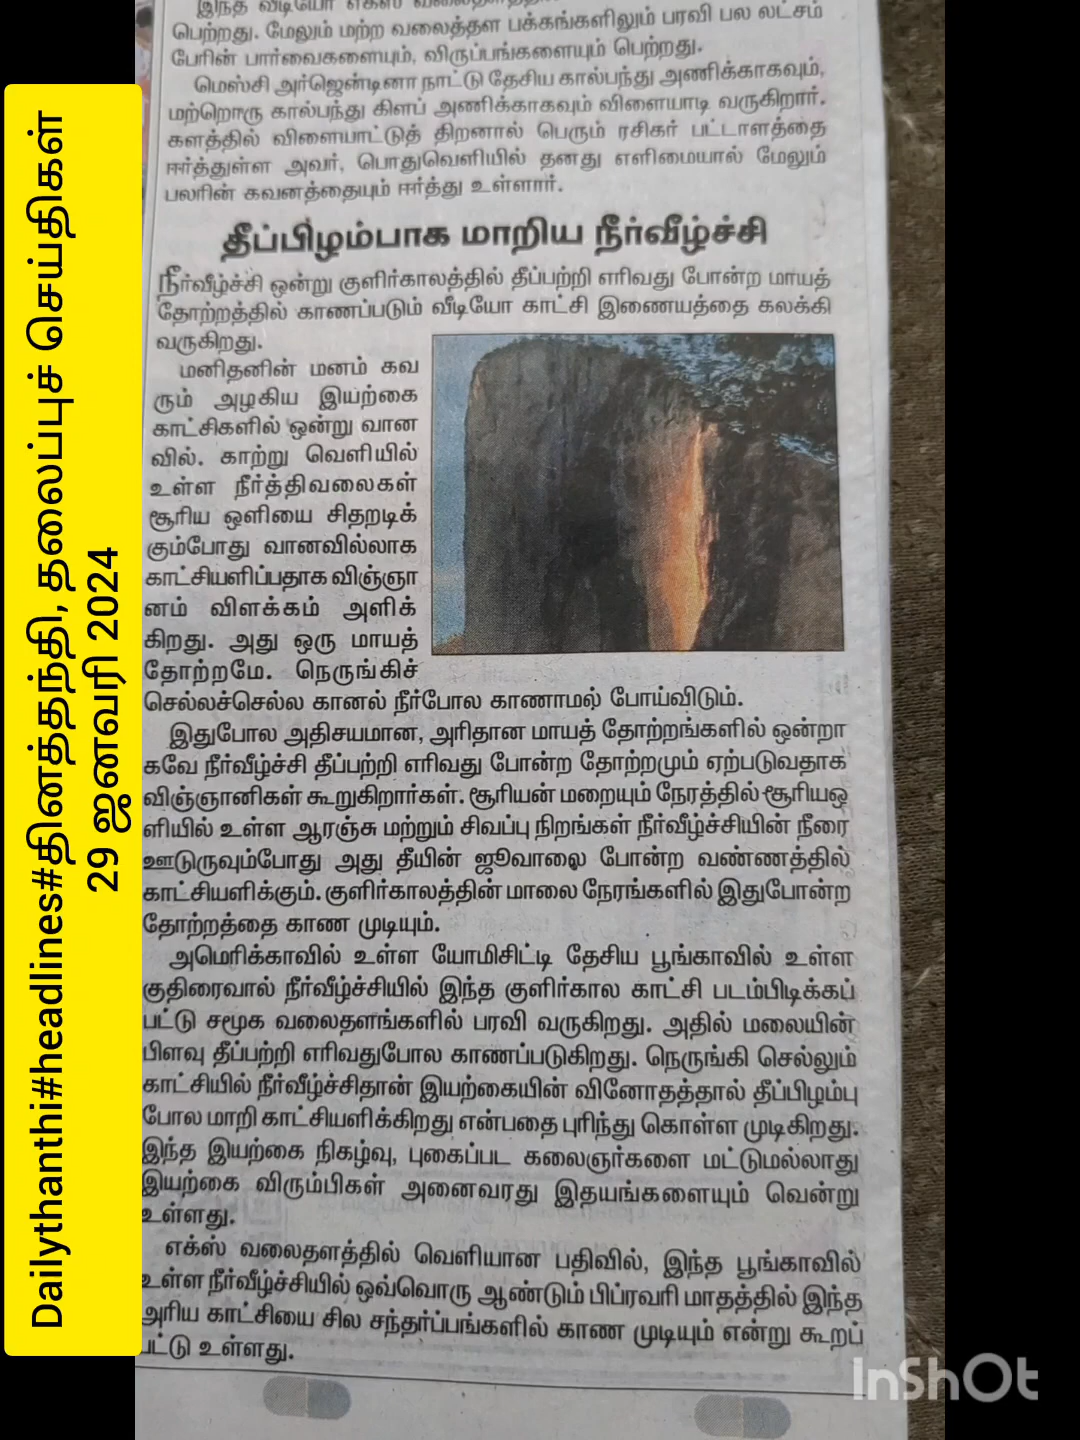 Dailythanthi#headlines#தினத்தந்தி, தலைப்புச் செய்திகள்
29 ஜனவரி 2024
இந்த வீடியோ எக்ஸ்
பெற்றது. மேலும் மற்ற வலைத்தள பக்கங்களிலும் பரவி பல லட்சம்
பேரின் பார்வைகளையும், விருப்பங்களையும் பெற்றது.
மெஸ்சி அர்ஜென்டினா நாட்டு தேசிய கால்பந்து அணிக்காகவும்,
மற்றொரு கால்பந்து கிளப் அணிக்காகவும் விளையாடி வருகிறார்.
களத்தில் விளையாட்டுத் திறனால் பெரும் ரசிகர் பட்டாளத்தை
ஈர்த்துள்ள அவர், பொதுவெளியில் தனது எளிமையால் மேலும்
பலரின் கவனத்தையும் ஈர்த்து உள்ளார்.
தீப்பிழம்பாக மாறிய நீர்வீழ்ச்சி
நீர்வீழ்ச்சி ஒன்று குளிர்காலத்தில் தீப்பற்றி எரிவது போன்ற மாயத்
தோற்றத்தில் காணப்படும் வீடியோ காட்சி இணையத்தை கலக்கி
வருகிறது.
மனிதனின் மனம் கவ
ரும் அழகிய இயற்கை
காட்சிகளில் ஒன்று வான
வில். காற்று வெளியில்
உள்ள நீர்த்திவலைகள்
சூரிய ஒளியை சிதறடிக்
கும்போது வானவில்லாக
காட்சியளிப்பதாக விஞ்ஞா
னம் விளக்கம் அளிக்
கிறது. அது ஒரு மாயத்
தோற்றமே. நெருங்கிச்
செல்லச்செல்ல கானல் நீர்போல காணாமல் போய்விடும்.
இதுபோல அதிசயமான, அரிதான மாயத் தோற்றங்களில் ஒன்றா
கவே நீர்வீழ்ச்சி தீப்பற்றி எரிவது போன்ற தோற்றமும் ஏற்படுவதாக
விஞ்ஞானிகள் கூறுகிறார்கள். சூரியன் மறையும் நேரத்தில் சூரியஒ
ளியில் உள்ள ஆரஞ்சு மற்றும் சிவப்பு நிறங்கள் நீர்வீழ்ச்சியின் நீரை
ஊடுருவும்போது அது தீயின் ஜூவாலை போன்ற வண்ணத்தில்
காட்சியளிக்கும். குளிர்காலத்தின் மாலை நேரங்களில் இதுபோன்ற
தோற்றத்தை காண முடியும்.
அமெரிக்காவில் உள்ள யோமிசிட்டி தேசிய பூங்காவில் உள்ள
குதிரைவால் நீர்வீழ்ச்சியில் இந்த குளிர்கால காட்சி படம்பிடிக்கப்
பட்டு சமூக வலைதளங்களில் பரவி வருகிறது. அதில் மலையின்
பிளவு தீப்பற்றி எரிவதுபோல காணப்படுகிறது. நெருங்கி செல்லும்
காட்சியில் நீர்வீழ்ச்சிதான் இயற்கையின் வினோதத்தால் தீப்பிழம்பு
போல மாறி காட்சியளிக்கிறது என்பதை புரிந்து கொள்ள முடிகிறது.
இந்த இயற்கை நிகழ்வு, புகைப்பட கலைஞர்களை மட்டுமல்லாது
இயற்கை விரும்பிகள் அனைவரது இதயங்களையும் வென்று
உள்ளது.
எக்ஸ் வலைதளத்தில் வெளியான பதிவில், இந்த பூங்காவில்
உள்ள நீர்வீழ்ச்சியில் ஒவ்வொரு ஆண்டும் பிப்ரவரி மாதத்தில் இந்த
அரிய காட்சியை சில சந்தர்ப்பங்களில் காண முடியும் என்று கூறப்
பட்டு உள்ளது.
InShOt